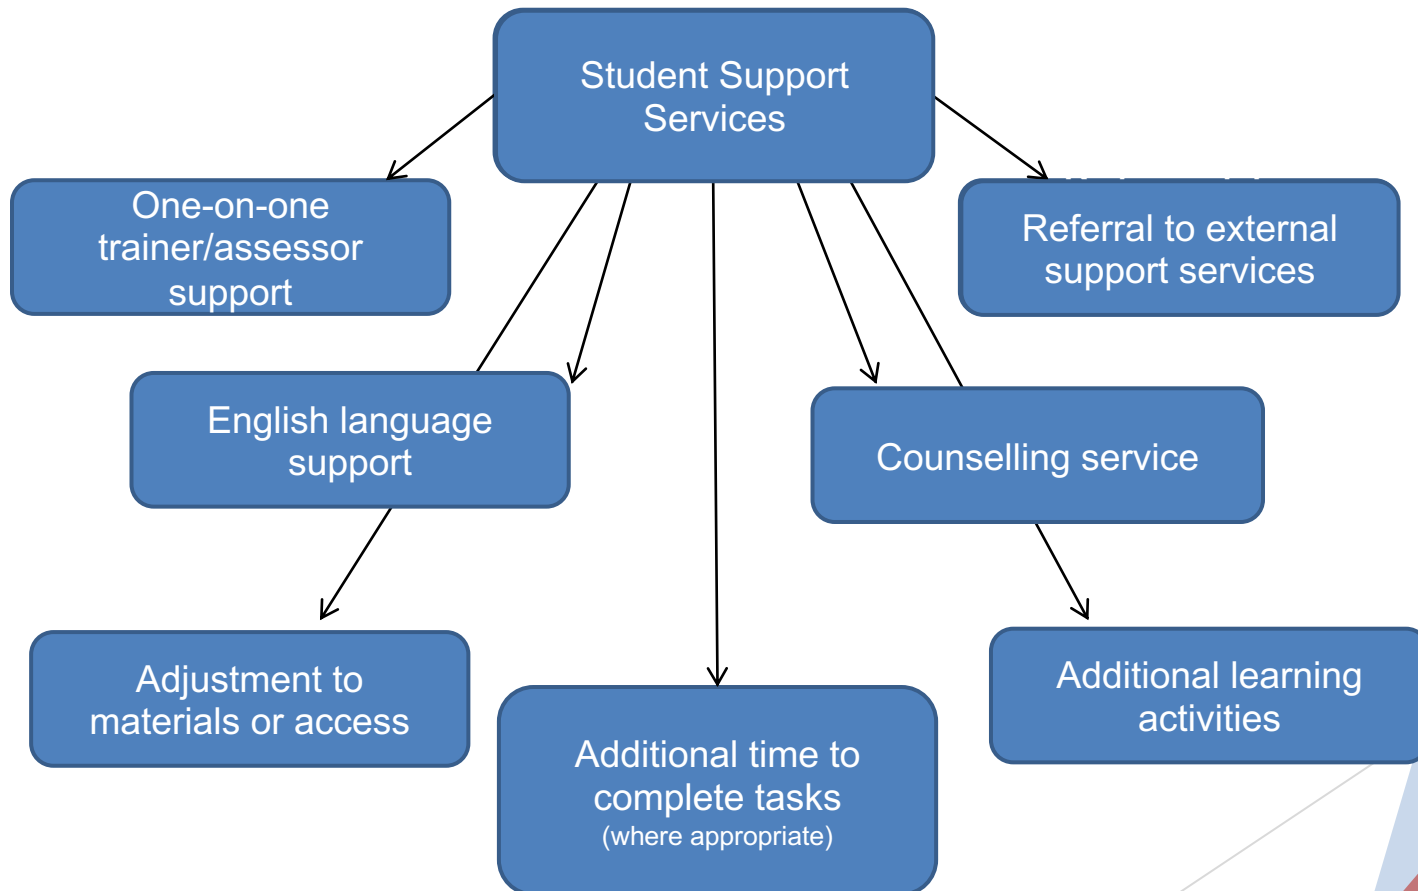 Student Support
Services
One-on-one
trainer/assessor
support
Referral to external
support services
English language
support
Counselling service
Adjustment to
materials or access
Additional time to
complete tasks
(where appropriate)
Additional learning
activities